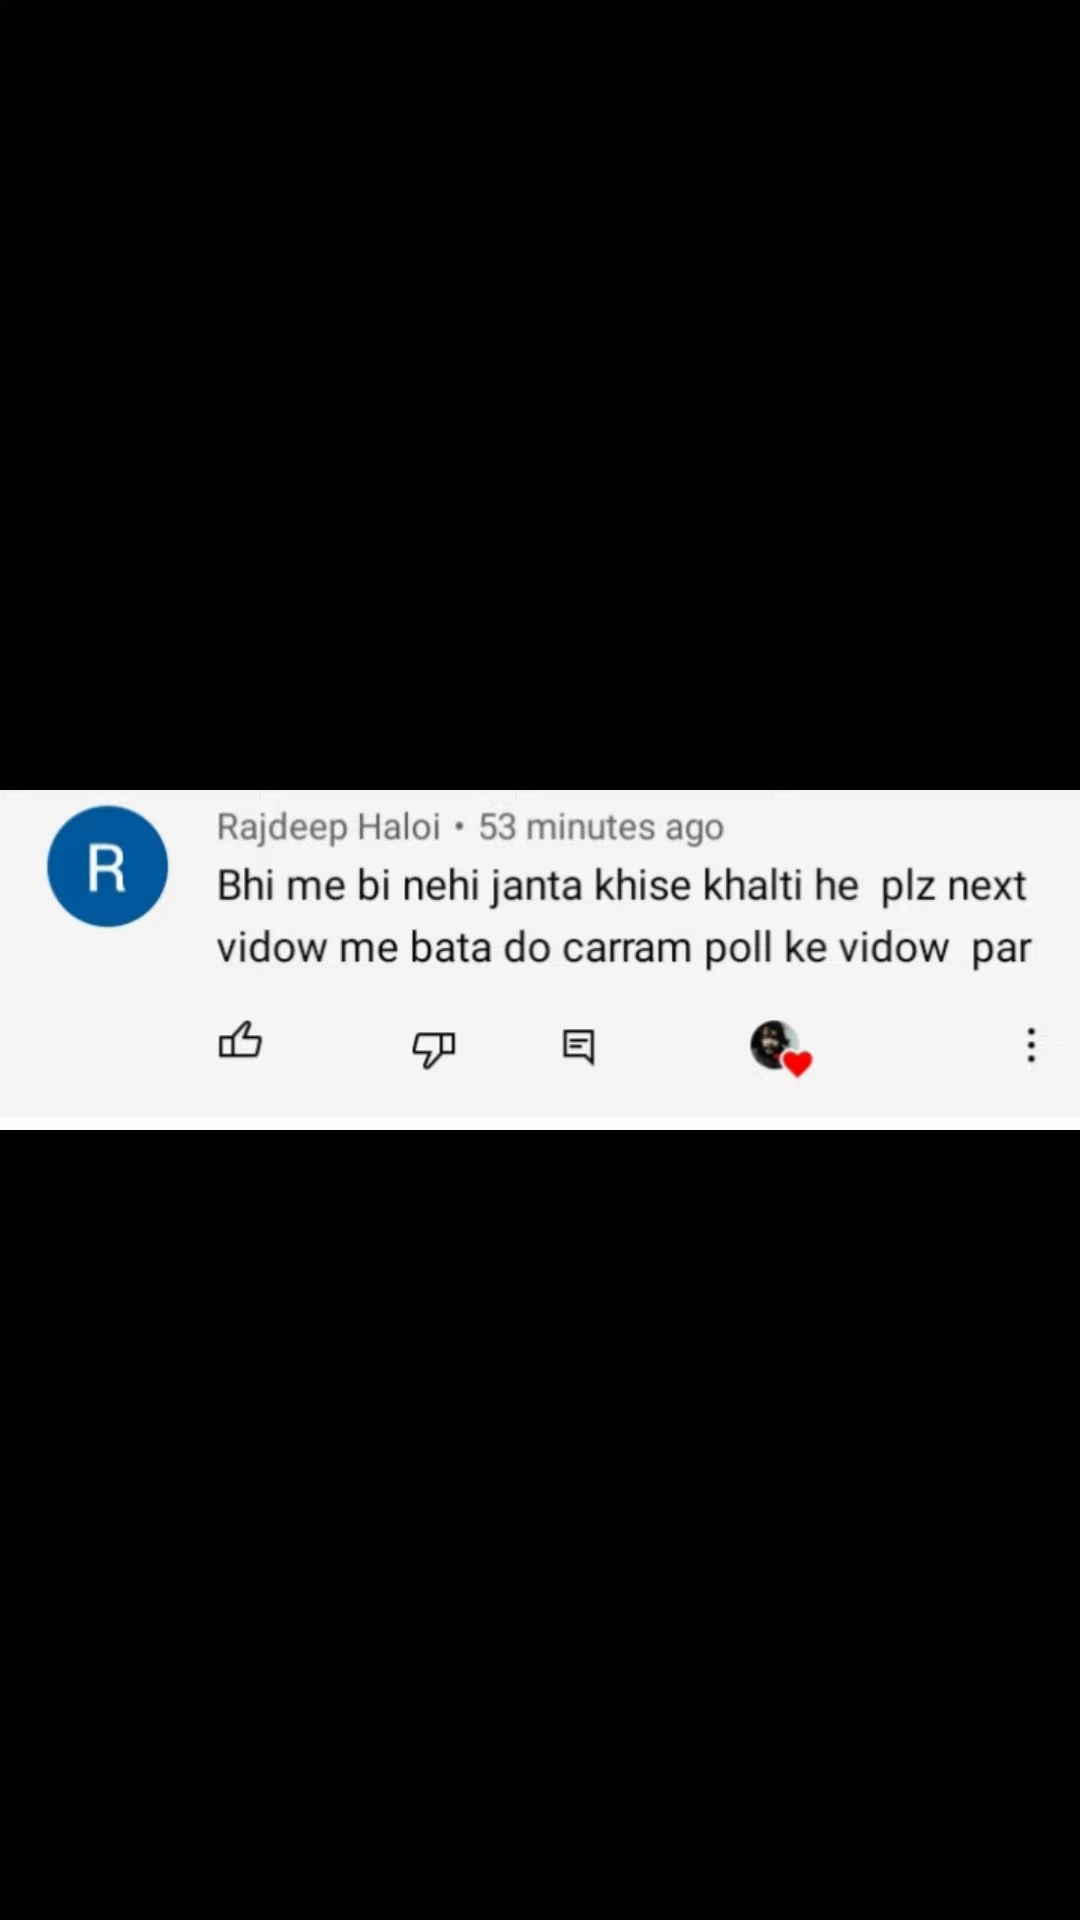 R
Rajdeep Haloi • 53 minutes ago
Bhi me bi nehi janta khise khalti he plz next
vidow me bata do carram poll ke vidow par